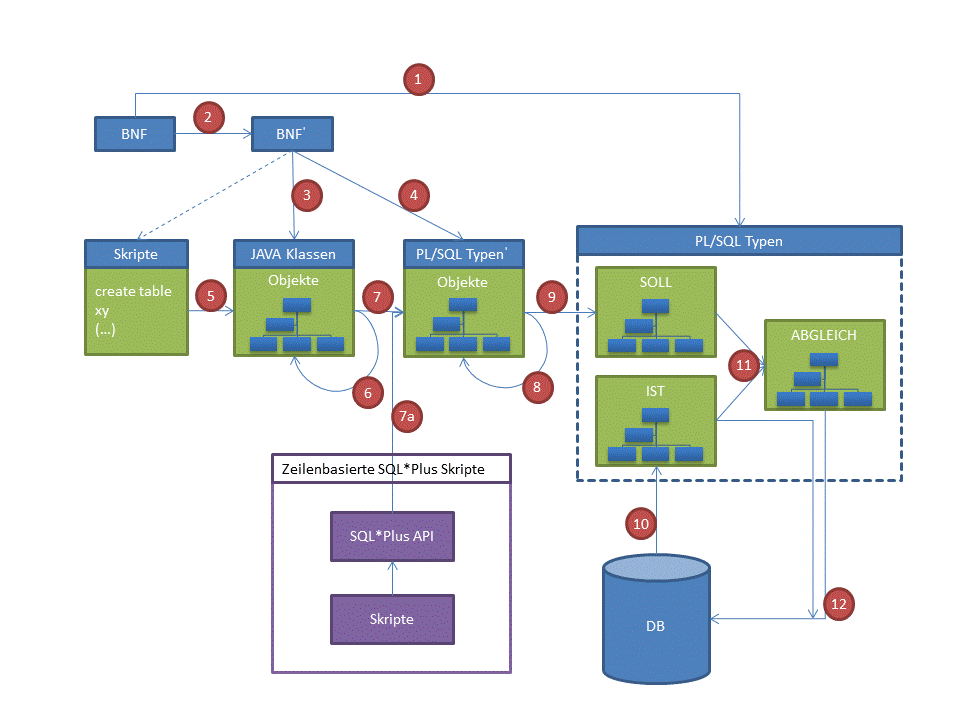 1
2
BNF
BNF'
3
4
Skripte
JAVA Klassen
PL/SQL Typen'
PL/SQL Typen
create table
xy
(...)
5
Objekte
7
Objekte
9
SOLL
ABGLEICH
11
6
8
IST
7a
Zeilenbasierte SQL*Plus Skripte
SQL*Plus API
Skripte
10
DB
12